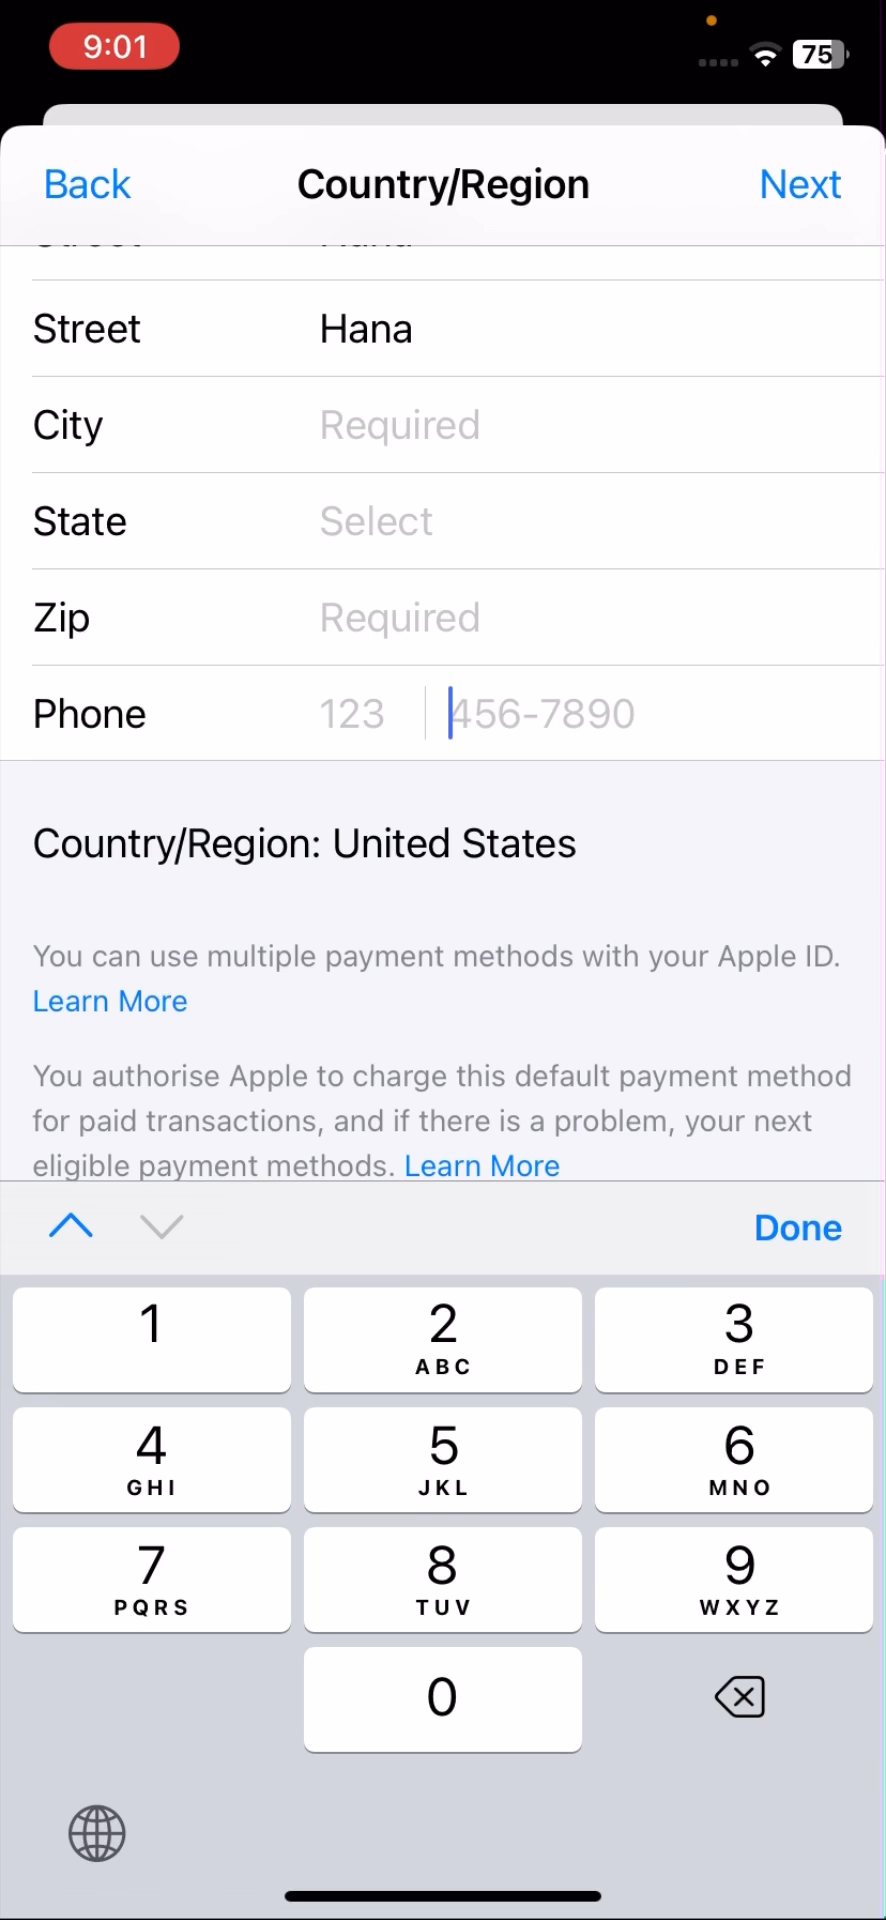 9:01
75
Back
Country/Region
Next
Street Hana
Street Hana
City Required
State Select
Zip Required
Phone 123 456-7890
Country/Region: United States
You can use multiple payment methods with your Apple ID.
Learn More
You authorise Apple to charge this default payment method
for paid transactions, and if there is a problem, your next
eligible payment methods. Learn More
Done
1
2
ABC
3
DEF
4
GHI
5
JKL
6
MNO
7
PQRS
8
TUV
9
WXYZ
0